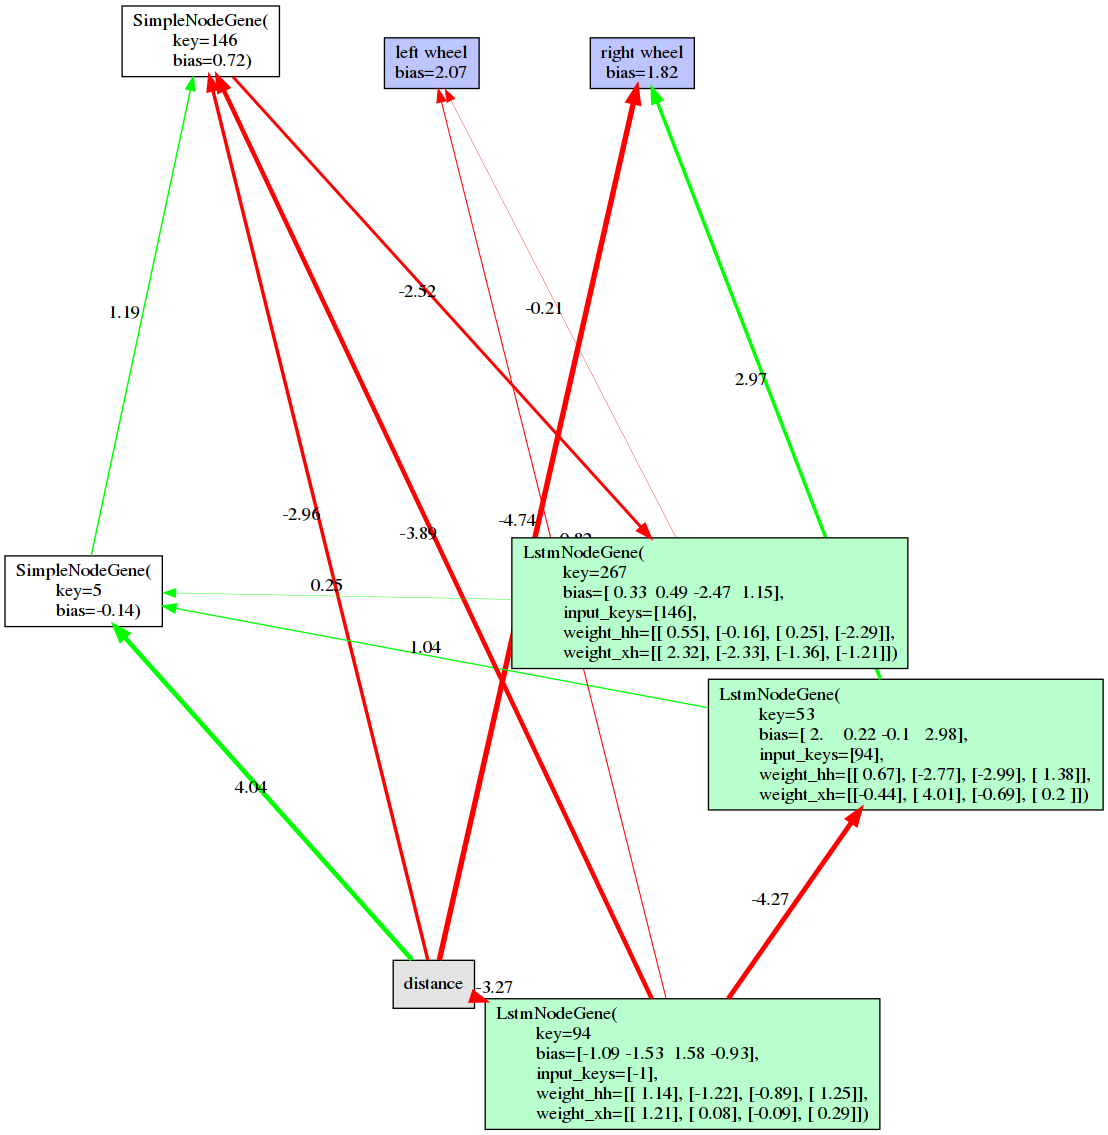 SimpleNodeGene(
key=146
bias=0.72)
left wheel
bias=2.07
right wheel
bias=1.82
-2.52
-0.21
1.19
2.97
-2.96
-3.89
-4.74
LstmNodeGene(
key=267
bias=[ 0.33  0.49 -2.47  1.15],
input_keys=[146],
weight_hh=[[ 0.55], [-0.16], [ 0.25], [-2.29]],
weight_xh=[[ 2.32], [-2.33], [-1.36], [-1.21]])
SimpleNodeGene(
key=5
bias=-0.14)
0.25
1.04
LstmNodeGene(
key=53
bias=[ 2.    0.22 -0.1   2.98],
input_keys=[94],
weight_hh=[[ 0.67], [-2.77], [-2.99], [ 1.38]],
weight_xh=[[-0.44], [ 4.01], [-0.69], [ 0.2 ]])
4.04
-4.27
distance
-3.27
LstmNodeGene(
key=94
bias=[-1.09 -1.53  1.58 -0.93],
input_keys=[-1],
weight_hh=[[ 1.14], [-1.22], [-0.89], [ 1.25]],
weight_xh=[[ 1.21], [ 0.08], [-0.09], [ 0.29]])